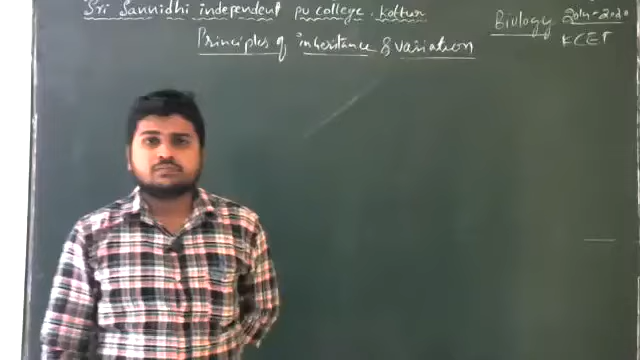 Sri Sannidhi independent pu college. Kottur
Biology 2019-2020
KCET
Principles of inheritance & variation